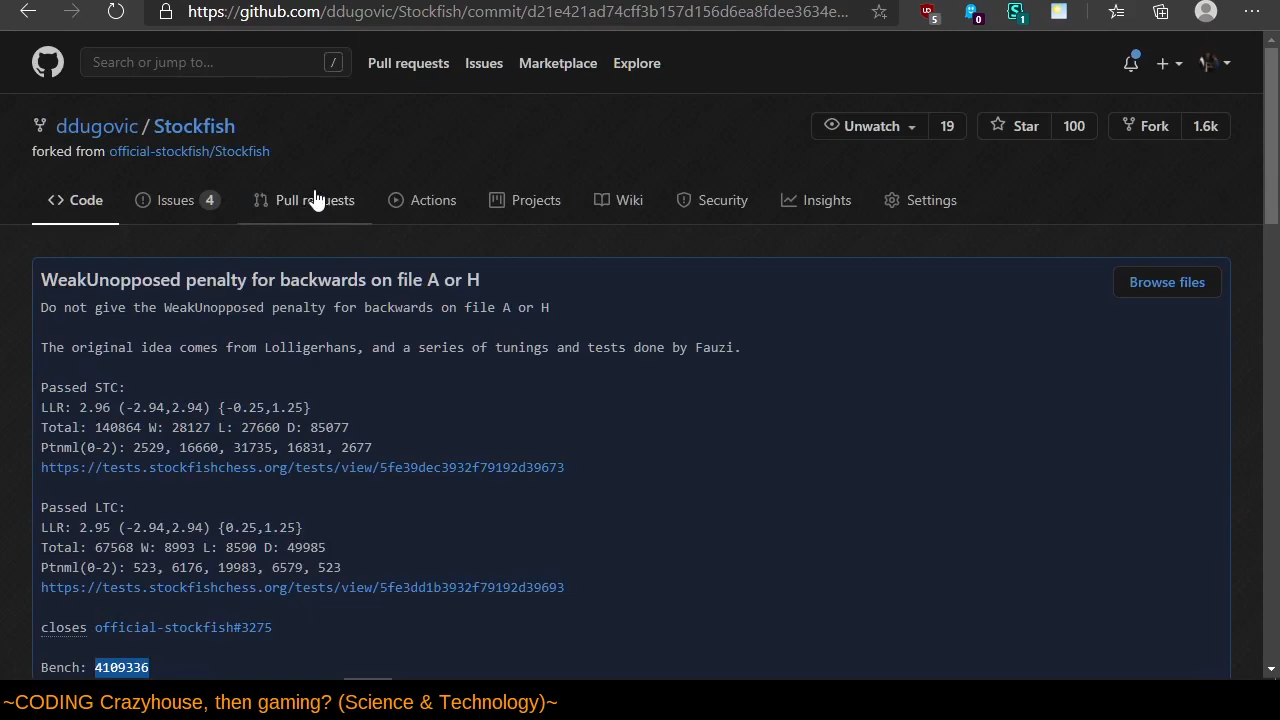 https://github.com/ddugovic/Stockfish/commit/d21e421ad74cff3b157d156d6ea8fdee3634e...
5
0
1
Search or jump to...
/
Pull requests
Issues
Marketplace
Explore
ddugovic / Stockfish
Unwatch
19
Star
100
Fork
1.6k
forked from official-stockfish/Stockfish
Code
Issues 4
Pull requests
Actions
Projects
Wiki
Security
Insights
Settings
WeakUnopposed penalty for backwards on file A or H
Browse files
Do not give the WeakUnopposed penalty for backwards on file A or H
The original idea comes from Lolligerhans, and a series of tunings and tests done by Fauzi.
Passed STC:
LLR: 2.96 (-2.94,2.94) {-0.25,1.25}
Total: 140864 W: 28127 L: 27660 D: 85077
Ptnml(0-2): 2529, 16660, 31735, 16831, 2677
https://tests.stockfishchess.org/tests/view/5fe39dec3932f79192d39673
Passed LTC:
LLR: 2.95 (-2.94,2.94) {0.25,1.25}
Total: 67568 W: 8993 L: 8590 D: 49985
Ptnml(0-2): 523, 6176, 19983, 6579, 523
https://tests.stockfishchess.org/tests/view/5fe3dd1b3932f79192d39693
closes official-stockfish#3275
Bench: 4109336
~CODING Crazyhouse, then gaming? (Science & Technology)~